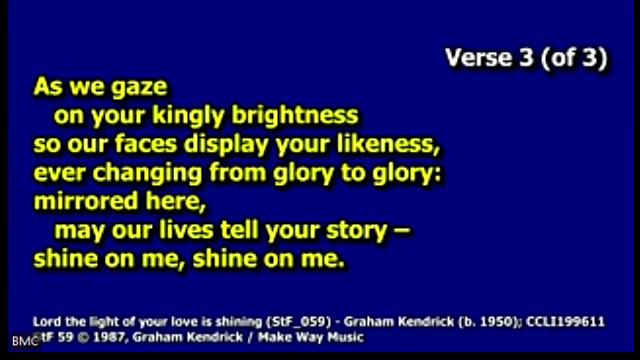 Verse 3 (of 3)
As we gaze
on your kingly brightness
so our faces display your likeness,
ever changing from glory to glory:
mirrored here,
may our lives tell your story –
shine on me, shine on me.
Lord the light of your love is shining (StF_059) - Graham Kendrick (b. 1950); CCLI199611
StF 59 © 1987, Graham Kendrick / Make Way Music
BMC